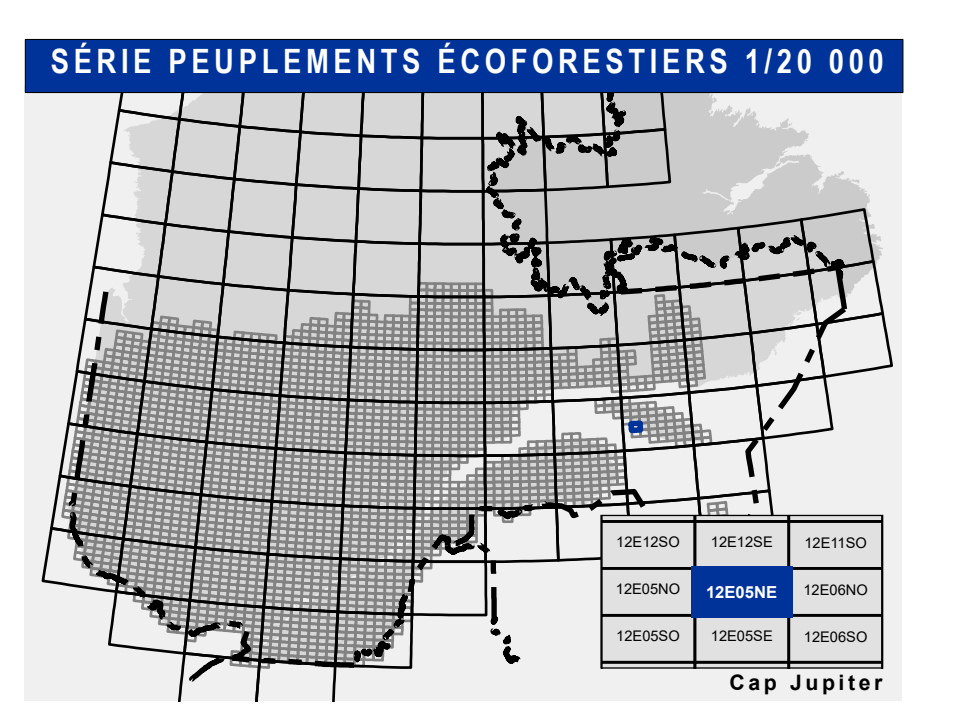 SÉRIE PEUPLEMENTS ÉCOFORESTIERS 1/20 000
12E12SO 12E12SE 12E11SO
12E05NO 12E05NE 12E06NO
12E05SO 12E05SE 12E06SO
Cap Jupiter